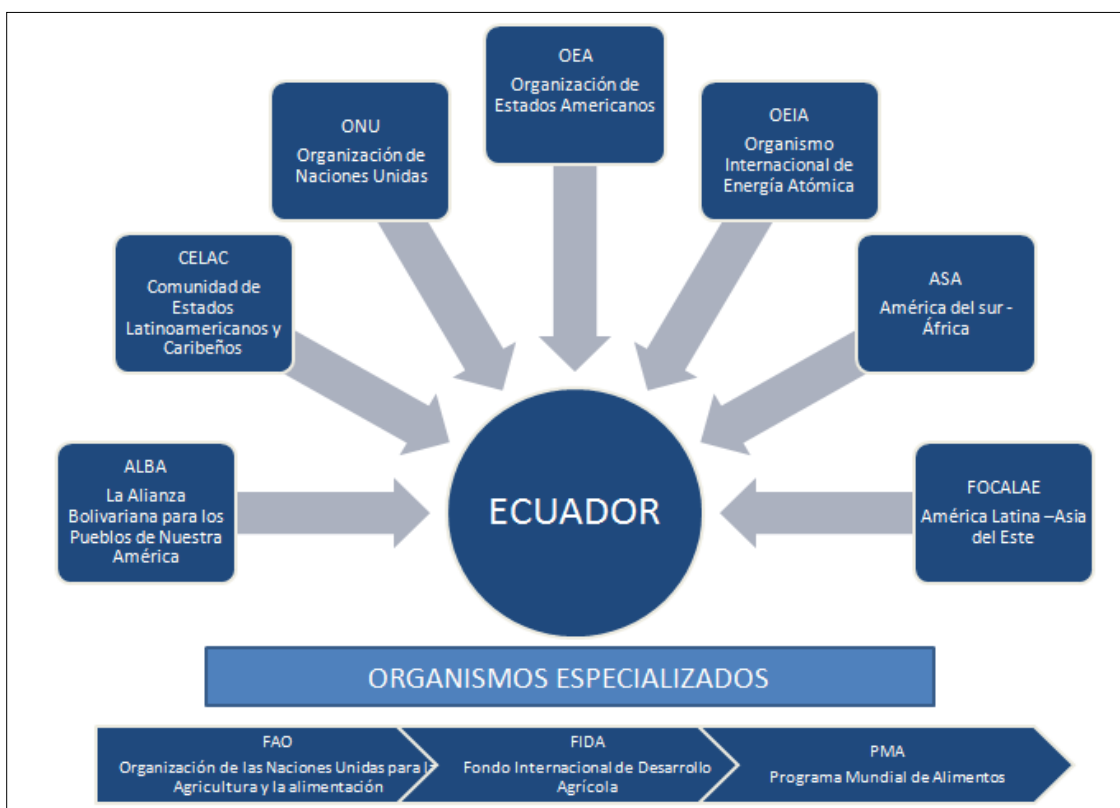 OEA
Organización de
Estados Americanos
ONU
Organización de
Naciones Unidas
OEIA
Organismo
Internacional de
Energía Atómica
CELAC
Comunidad de
Estados
Latinoamericanos y
Caribeños
ASA
América del sur -
África
ALBA
La Alianza
Bolivariana para los
Pueblos de Nuestra
América
FOCALAE
América Latina –Asia
del Este
ECUADOR
ORGANISMOS ESPECIALIZADOS
FAO
Organización de las Naciones Unidas para
Agricultura y la alimentación
FIDA
Fondo Internacional de Desarrollo
Agrícola
PMA
Programa Mundial de Alimentos